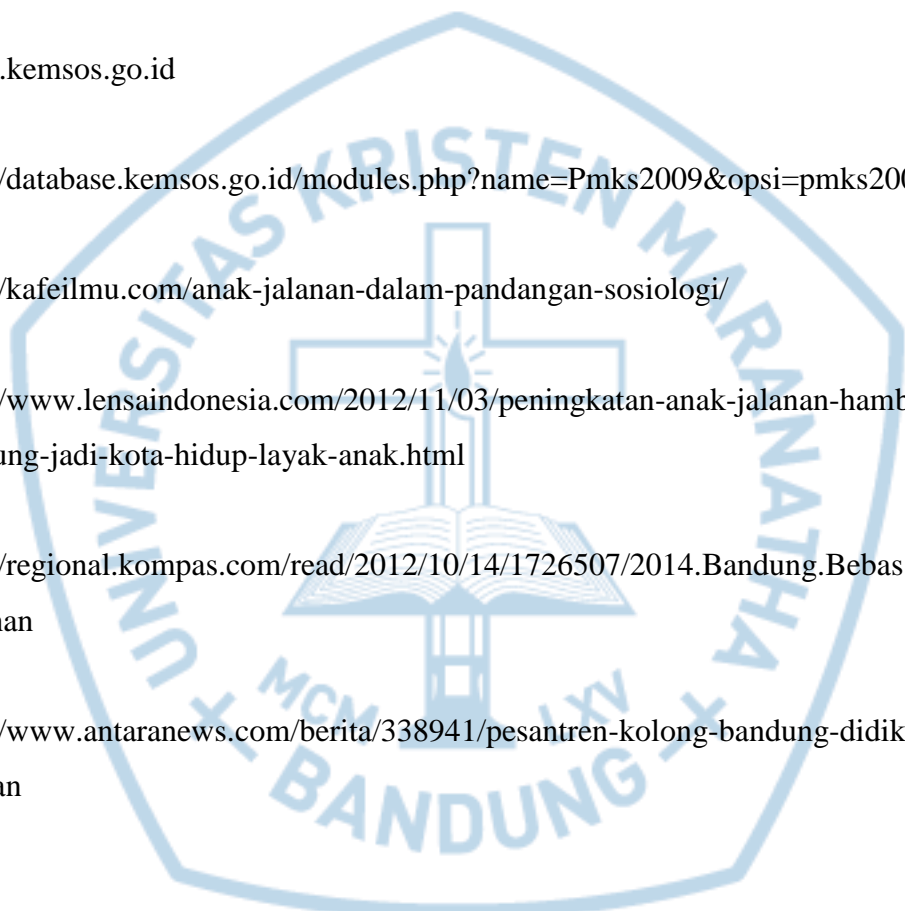 .kemsos.go.id
/database.kemsos.go.id/modules.php?name=Pmks2009&opsi=pmks200
/kafeilmu.com/anak-jalanan-dalam-pandangan-sosiologi/
/www.lensaindonesia.com/2012/11/03/peningkatan-anak-jalanan-hamb
ung-jadi-kota-hidup-layak-anak.html
/regional.kompas.com/read/2012/10/14/1726507/2014.Bandung.Bebas
nan
/www.antaranews.com/berita/338941/pesantren-kolong-bandung-didik
an
UNIVERSITAS KRISTEN MARANATHA
MCM LXV
BANDUNG